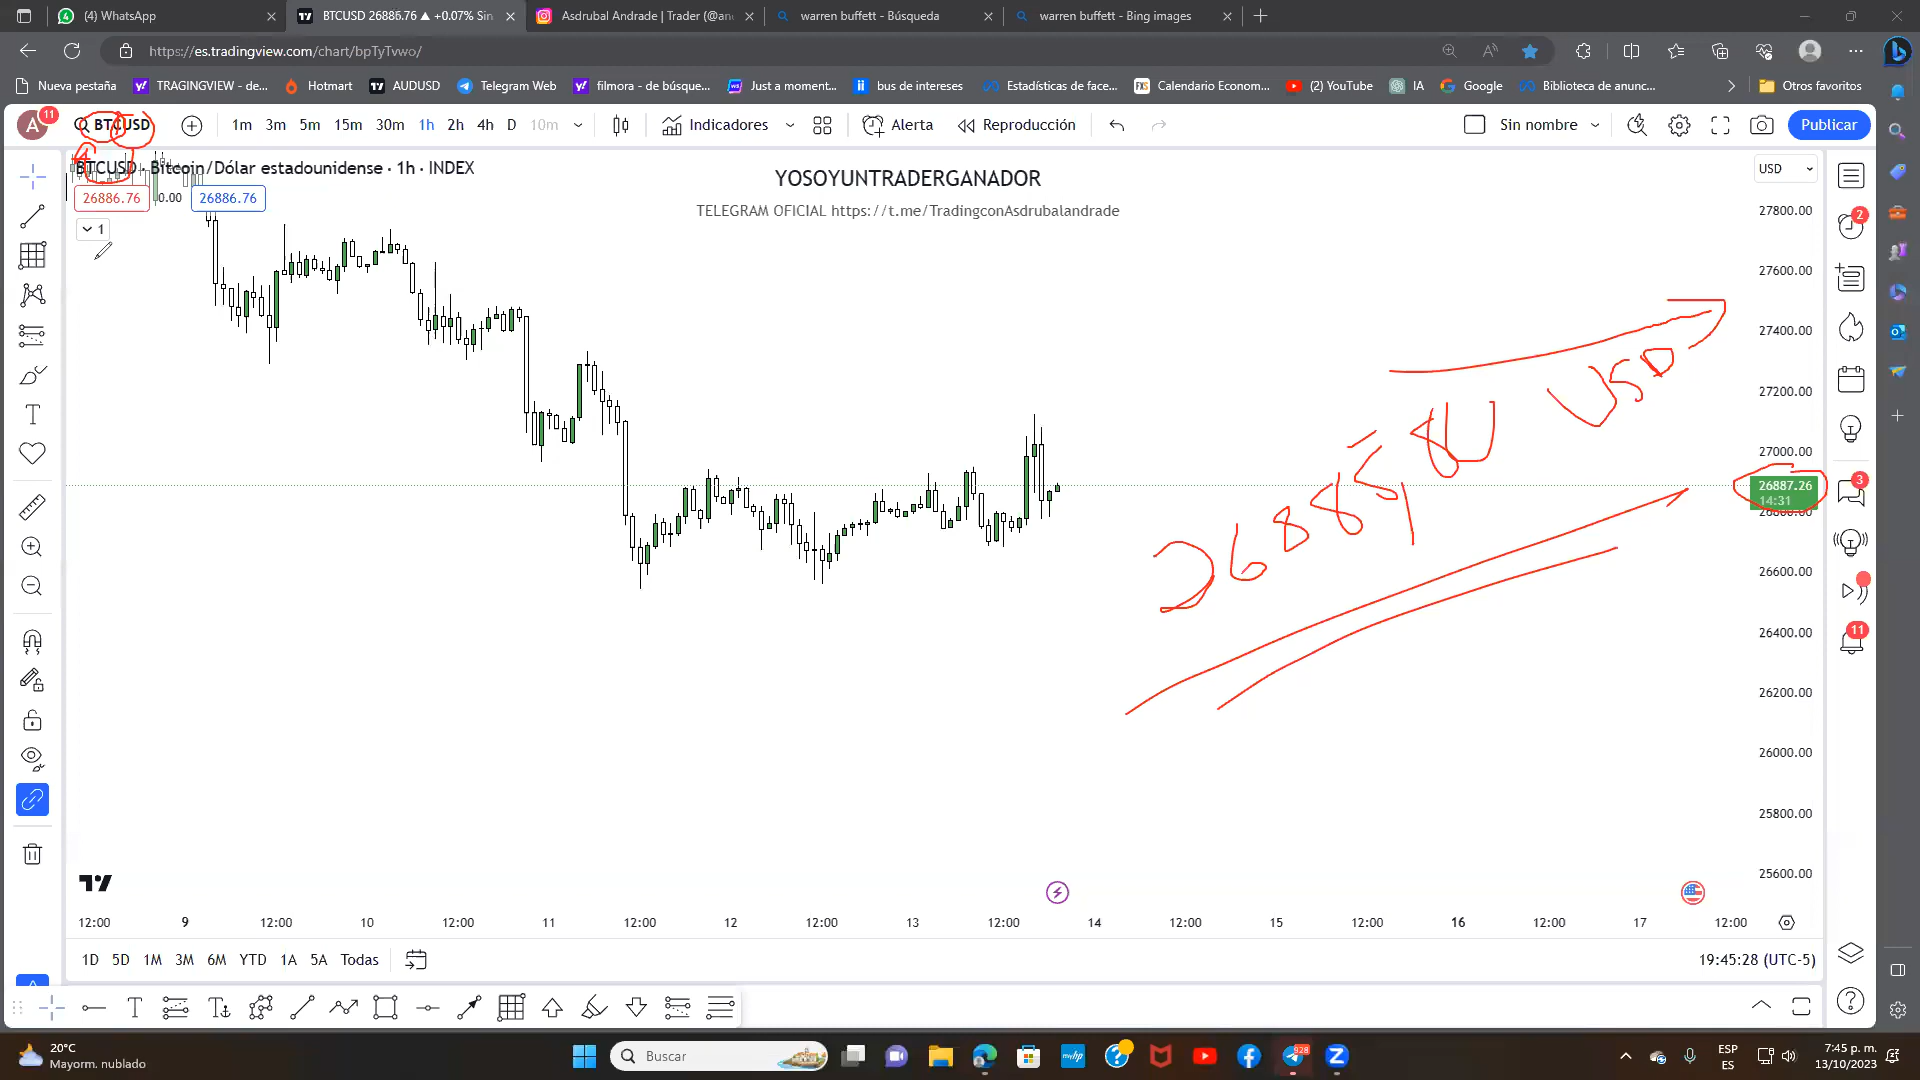 (4) WhatsApp
BTCUSD 26886.76 ▲ +0.07% Sin
Asdrubal Andrade | Trader (@an
warren buffett - Búsqueda
warren buffett - Bing images
https://es.tradingview.com/chart/bpTyTvwo/
Nueva pestaña
TRAGINGVIEW - de...
Hotmart
AUDUSD
Telegram Web
filmora - de búsque...
Just a moment...
bus de intereses
Estadísticas de face...
Calendario Econom...
(2) YouTube
IA
Google
Biblioteca de anunc...
Otros favoritos
A 11
BTCUSD
1m 3m 5m 15m 30m 1h 2h 4h D 10m
Indicadores
Alerta
Reproducción
Sin nombre
Publicar
BTCUSD · Bitcoin/Dólar estadounidense · 1h · INDEX
26886.76 0.00 26886.76
1
YOSOYUNTRADERGANADOR
TELEGRAM OFICIAL https://t.me/TradingconAsdrubalandrade
USD
27800.00
27600.00
27400.00
27200.00
27000.00
26887.26
14:31
26800.00
26600.00
26400.00
26200.00
26000.00
25800.00
25600.00
USD
2
3
11
12:00 9 12:00 10 12:00 11 12:00 12 12:00 13 12:00 14 12:00 15 12:00 16 12:00 17 12:00
1D 5D 1M 3M 6M YTD 1A 5A Todas
19:45:28 (UTC-5)
20°C
Mayorm. nublado
Buscar
928
ESP
ES
7:45 p. m.
13/10/2023